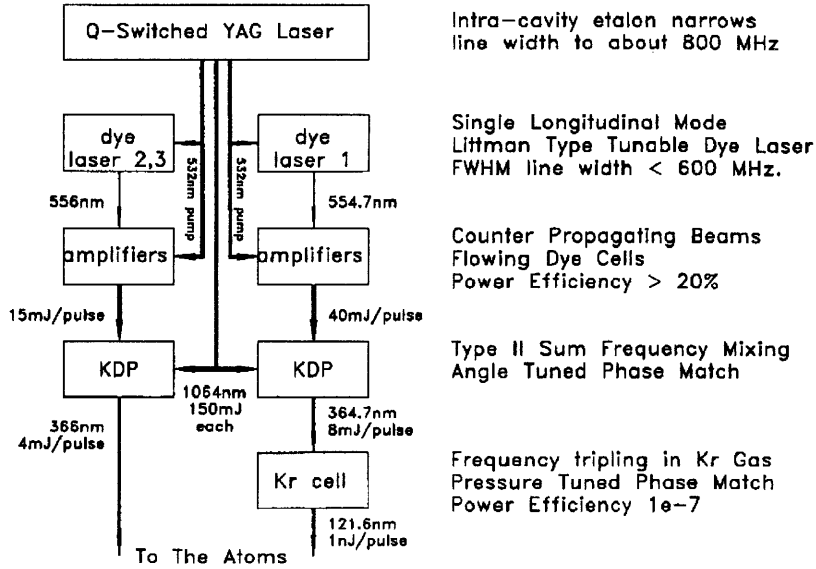 Q-Switched YAG Laser
Intra-cavity etalon narrows
line width to about 800 MHz
dye
laser 2,3
dye
laser 1
532nm pump
532nm pump
Single Longitudinal Mode
Littman Type Tunable Dye Laser
FWHM line width < 600 MHz.
556nm
554.7nm
amplifiers
amplifiers
Counter Propagating Beams
Flowing Dye Cells
Power Efficiency > 20%
15mJ/pulse
40mJ/pulse
KDP
KDP
Type II Sum Frequency Mixing
Angle Tuned Phase Match
1064nm
150mJ
each
366nm
4mJ/pulse
364.7nm
8mJ/pulse
Kr cell
Frequency tripling in Kr Gas
Pressure Tuned Phase Match
Power Efficiency 1e-7
121.6nm
1nJ/pulse
To The Atoms